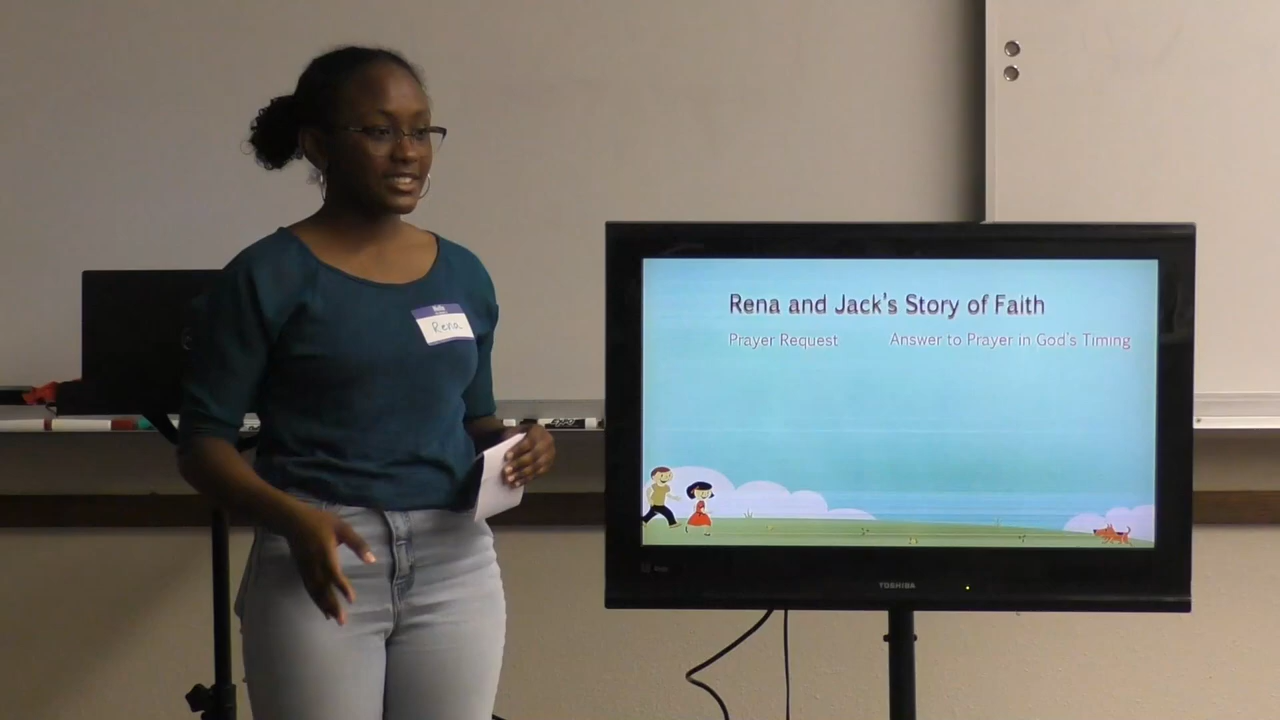 Rena
Rena and Jack's Story of Faith
Prayer Request
Answer to Prayer in God's Timing
TOSHIBA